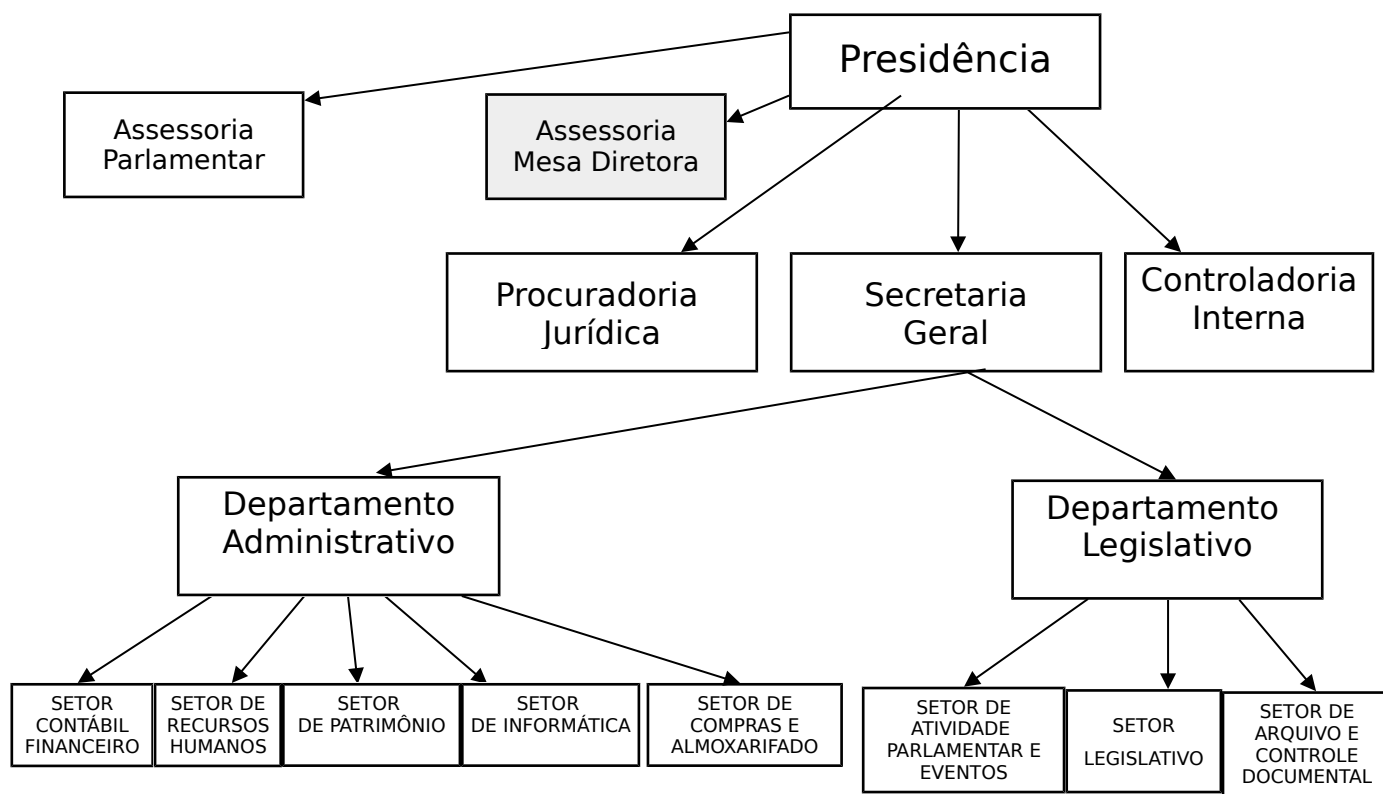 Presidência
Assessoria
Parlamentar
Assessoria
Mesa Diretora
Procuradoria
Jurídica
Secretaria
Geral
Controladoria
Interna
Departamento
Administrativo
Departamento
Legislativo
SETOR
CONTÁBIL
FINANCEIRO
SETOR DE
RECURSOS
HUMANOS
SETOR
DE PATRIMÔNIO
SETOR
DE INFORMÁTICA
SETOR DE
COMPRAS E
ALMOXARIFADO
SETOR DE
ATIVIDADE
PARLAMENTAR E
EVENTOS
SETOR
LEGISLATIVO
SETOR DE
ARQUIVO E
CONTROLE
DOCUMENTAL